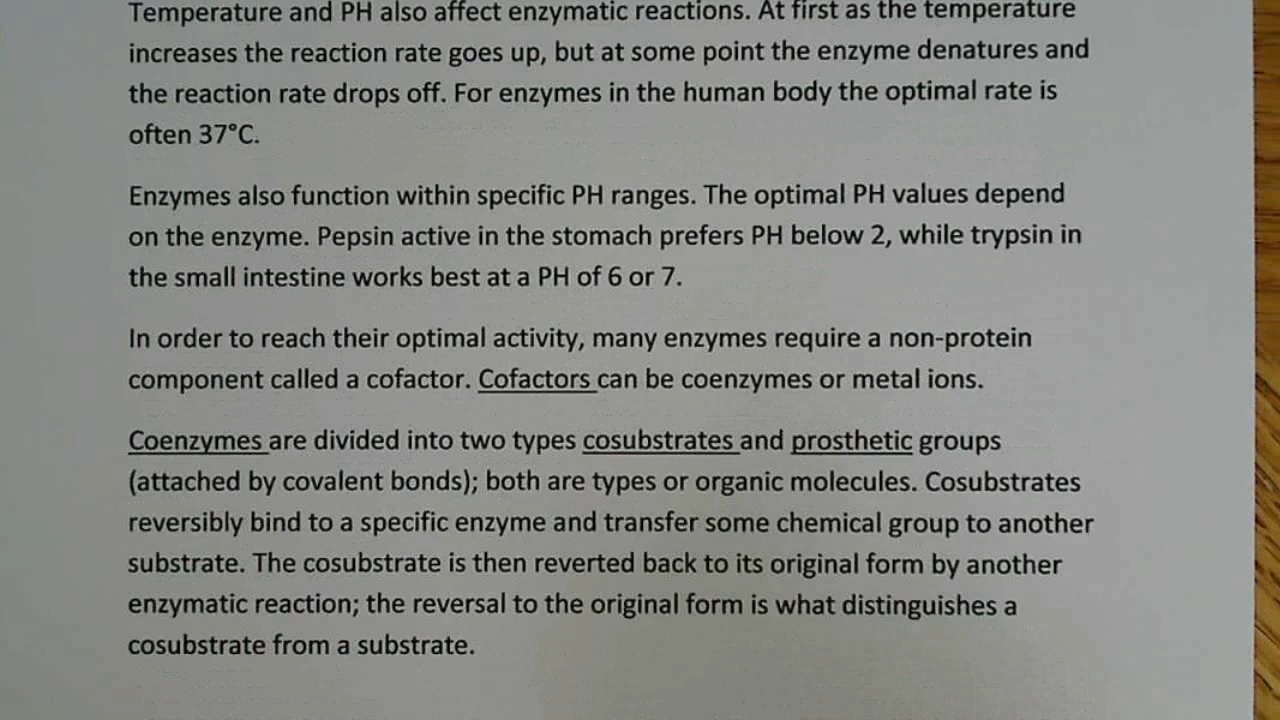 Temperature and PH also affect enzymatic reactions. At first as the temperature
increases the reaction rate goes up, but at some point the enzyme denatures and
the reaction rate drops off. For enzymes in the human body the optimal rate is
often 37°C.
Enzymes also function within specific PH ranges. The optimal PH values depend
on the enzyme. Pepsin active in the stomach prefers PH below 2, while trypsin in
the small intestine works best at a PH of 6 or 7.
In order to reach their optimal activity, many enzymes require a non-protein
component called a cofactor. Cofactors can be coenzymes or metal ions.
Coenzymes are divided into two types cosubstrates and prosthetic groups
(attached by covalent bonds); both are types or organic molecules. Cosubstrates
reversibly bind to a specific enzyme and transfer some chemical group to another
substrate. The cosubstrate is then reverted back to its original form by another
enzymatic reaction; the reversal to the original form is what distinguishes a
cosubstrate from a substrate.